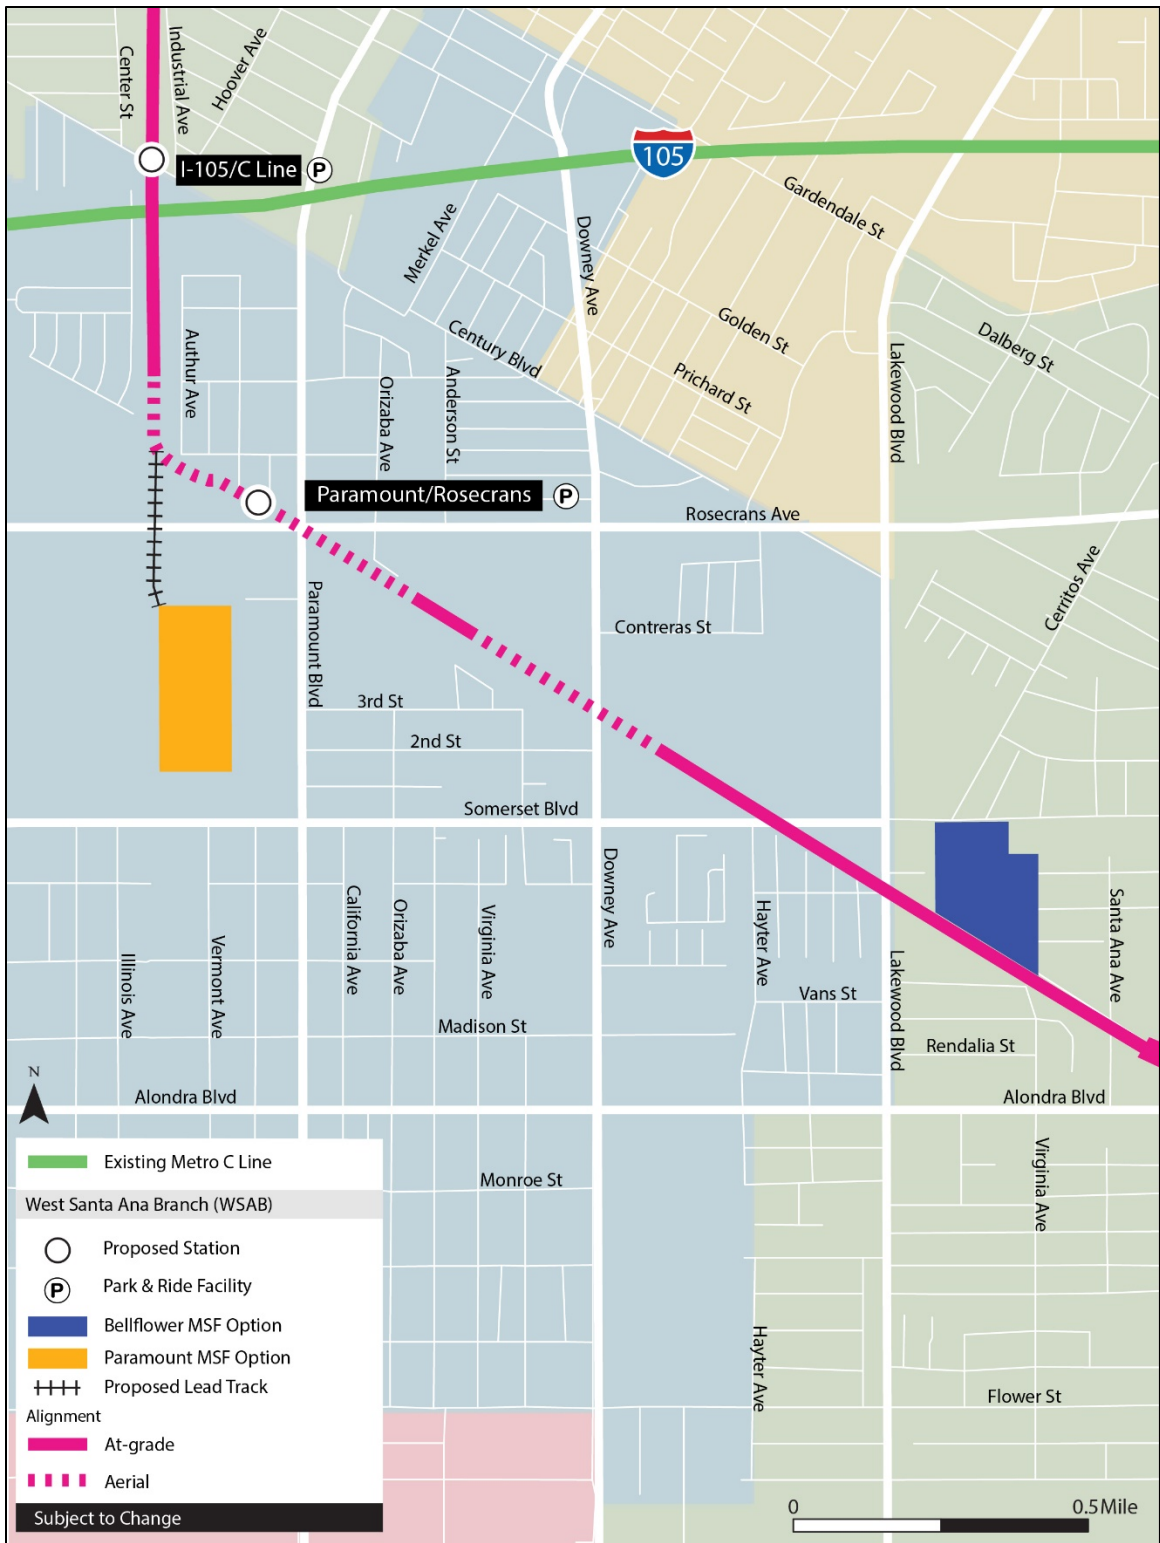 Center St
Industrial Ave
Hoover Ave
I-105/C Line
P
105
Gardendale St
Merkel Ave
Downey Ave
Golden St
Dalberg St
Century Blvd
Prichard St
Authur Ave
Orizaba Ave
Anderson St
Lakewood Blvd
Paramount/Rosecrans
P
Rosecrans Ave
Cerritos Ave
Paramount Blvd
Contreras St
3rd St
2nd St
Somerset Blvd
Downey Ave
Hayter Ave
Santa Ana Ave
California Ave
Orizaba Ave
Virginia Ave
Illinois Ave
Vermont Ave
Lakewood Blvd
Vans St
Madison St
Rendalia St
N
Alondra Blvd
Alondra Blvd
Monroe St
Virginia Ave
Hayter Ave
Flower St
Existing Metro C Line
West Santa Ana Branch (WSAB)
Proposed Station
P
Park & Ride Facility
Bellflower MSF Option
Paramount MSF Option
Proposed Lead Track
Alignment
At-grade
Aerial
Subject to Change
0
0.5 Mile